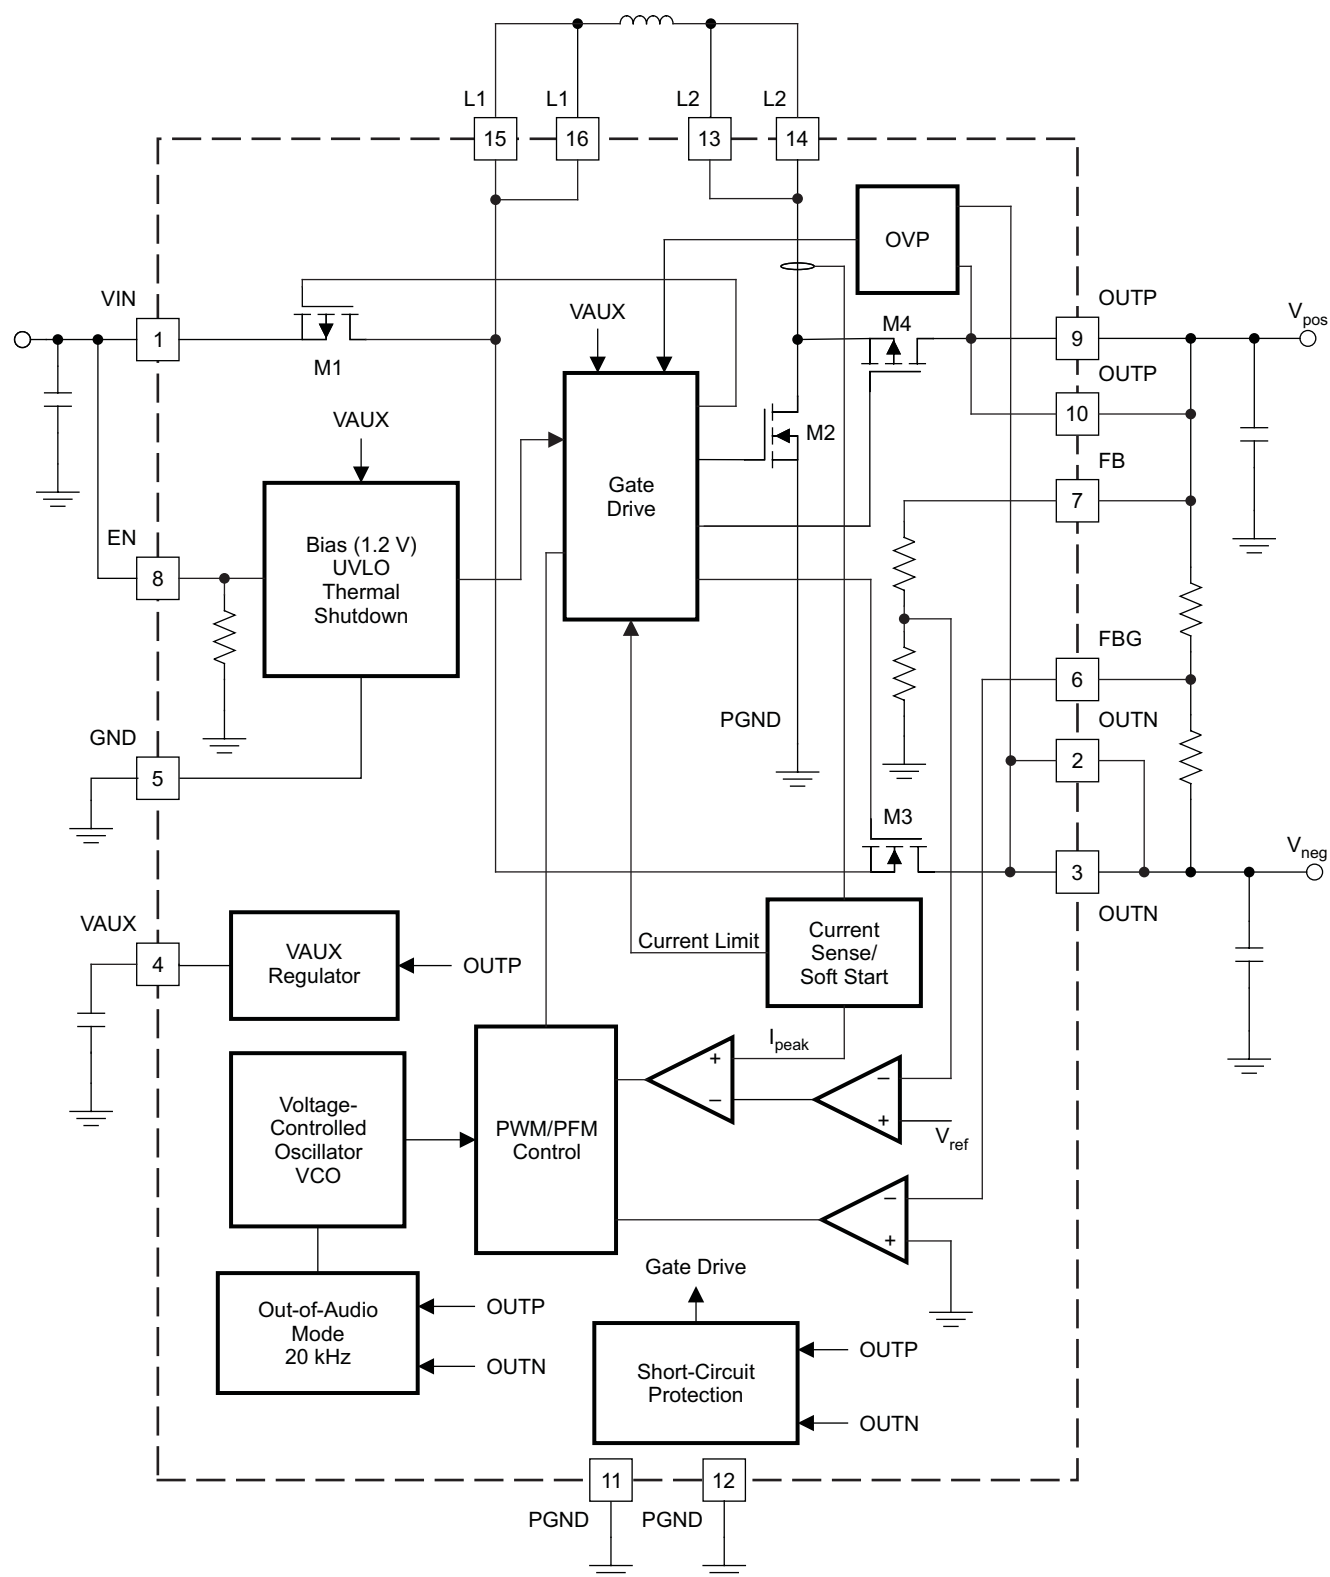 L1
L1
L2
L2
15
16
13
14
OVP
VIN
OUTP
Vpos
1
M1
VAUX
M4
9
OUTP
VAUX
M2
10
FB
Gate
Drive
7
EN
Bias (1.2 V)
UVLO
Thermal
Shutdown
8
FBG
6
GND
PGND
OUTN
5
2
M3
Vneg
3
OUTN
VAUX
VAUX
Regulator
OUTP
Current Limit
Current
Sense/
Soft Start
4
Ipeak
+
–
–
+
Vref
Voltage-
Controlled
Oscillator
VCO
PWM/PFM
Control
–
+
Gate Drive
Out-of-Audio
Mode
20 kHz
OUTP
OUTN
Short-Circuit
Protection
OUTP
OUTN
11
12
PGND
PGND